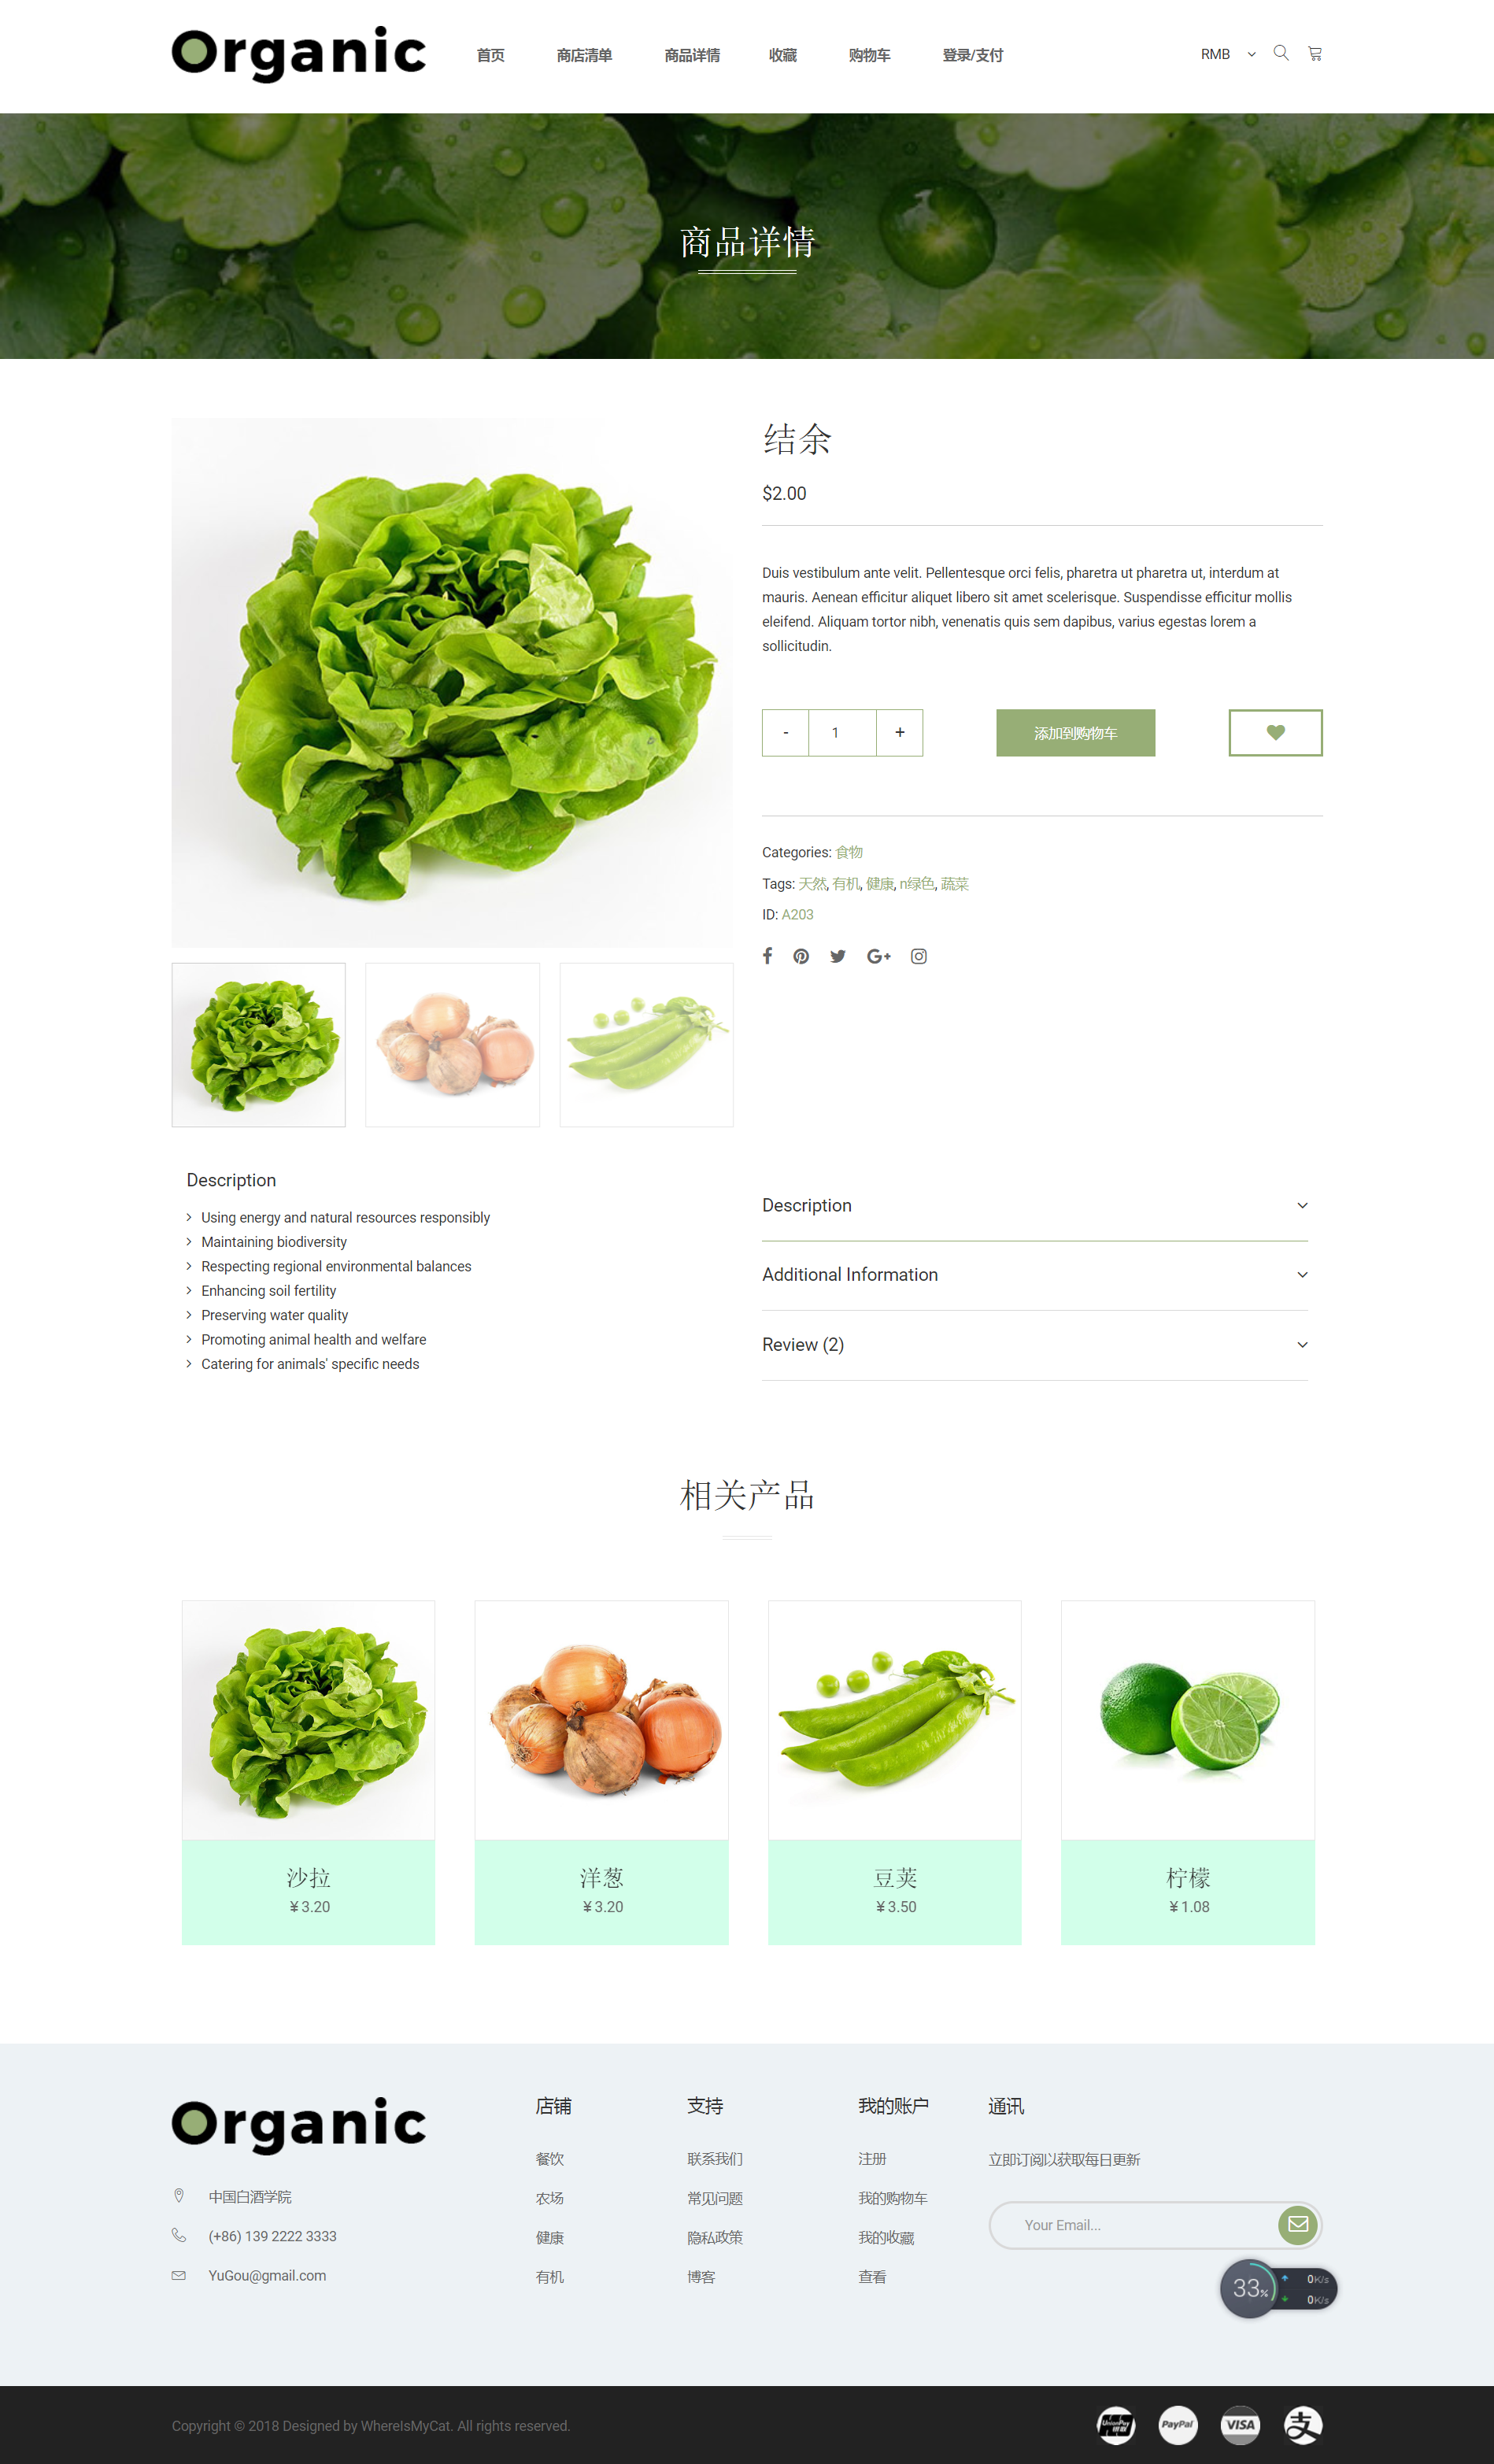 Organic
首页 商店清单 商品详情 收藏 购物车 登录/支付 RMB
商品详情
结余
$2.00
Duis vestibulum ante velit. Pellentesque orci felis, pharetra ut pharetra ut, interdum at
mauris. Aenean efficitur aliquet libero sit amet scelerisque. Suspendisse efficitur mollis
eleifend. Aliquam tortor nibh, venenatis quis sem dapibus, varius egestas lorem a
sollicitudin.
- 1 + 添加到购物车
Categories: 食物
Tags: 天然, 有机, 健康, n绿色, 蔬菜
ID: A203
Description
Using energy and natural resources responsibly
Maintaining biodiversity
Respecting regional environmental balances
Enhancing soil fertility
Preserving water quality
Promoting animal health and welfare
Catering for animals' specific needs
Description
Additional Information
Review (2)
相关产品
沙拉
¥3.20
洋葱
¥3.20
豆荚
¥3.50
柠檬
¥1.08
Organic
中国白酒学院
(+86) 139 2222 3333
YuGou@gmail.com
店铺
餐饮
农场
健康
有机
支持
联系我们
常见问题
隐私政策
博客
我的账户
注册
我的购物车
我的收藏
查看
通讯
立即订阅以获取每日更新
Your Email...
33%
0K/s
0K/s
Copyright © 2018 Designed by WhereIsMyCat. All rights reserved.
UnionPay 银联 PayPal VISA 支